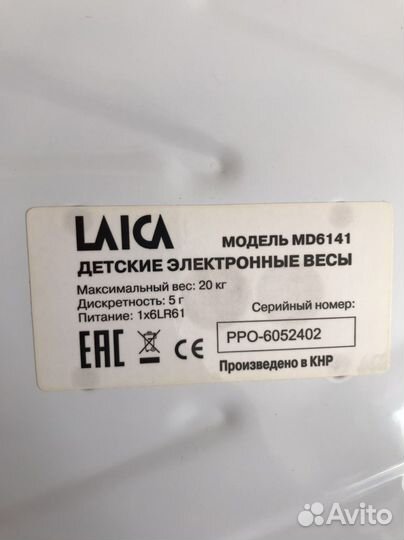 LAICA
МОДЕЛЬ MD6141
ДЕТСКИЕ ЭЛЕКТРОННЫЕ ВЕСЫ
Максимальный вес: 20 кг
Дискретность: 5 г
Питание: 1x6LR61
Серийный номер:
PPO-6052402
EAC CE
Произведено в КНР
Avito